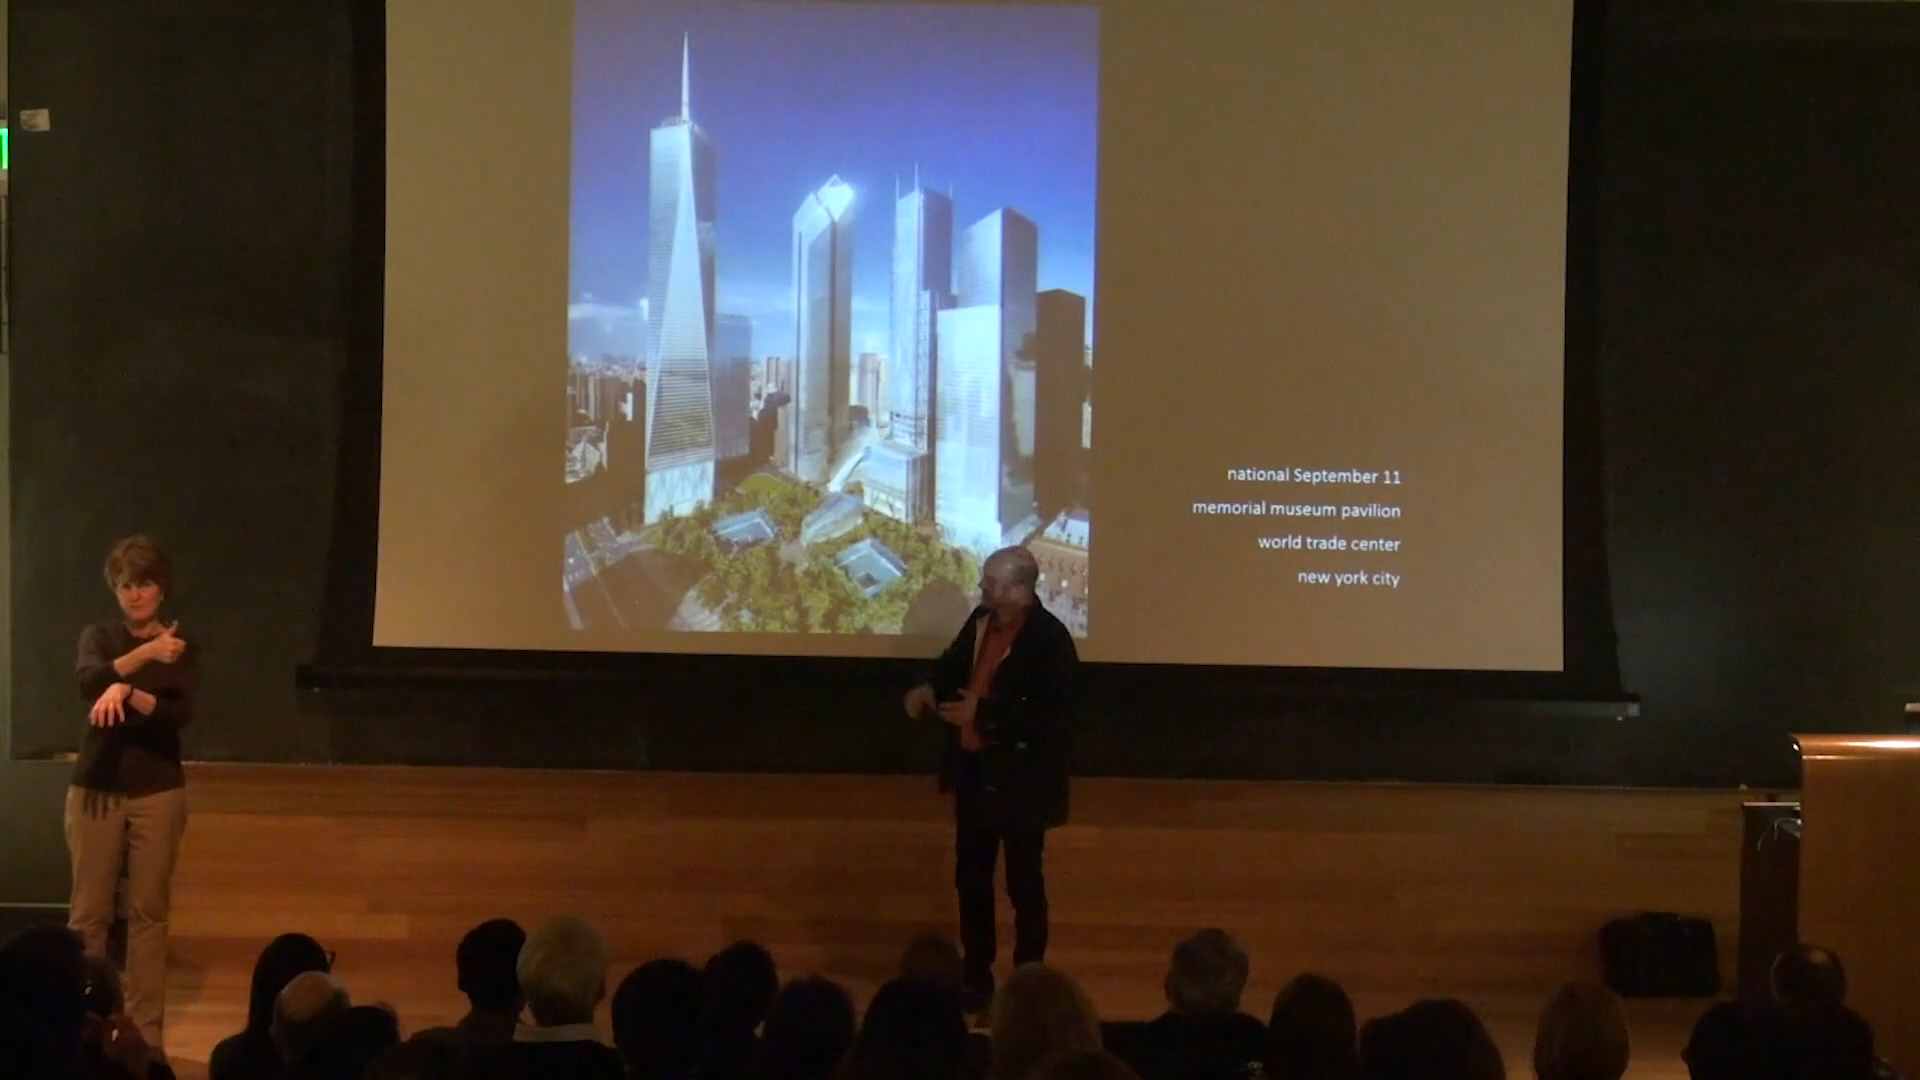 national September 11
memorial museum pavilion
world trade center
new york city